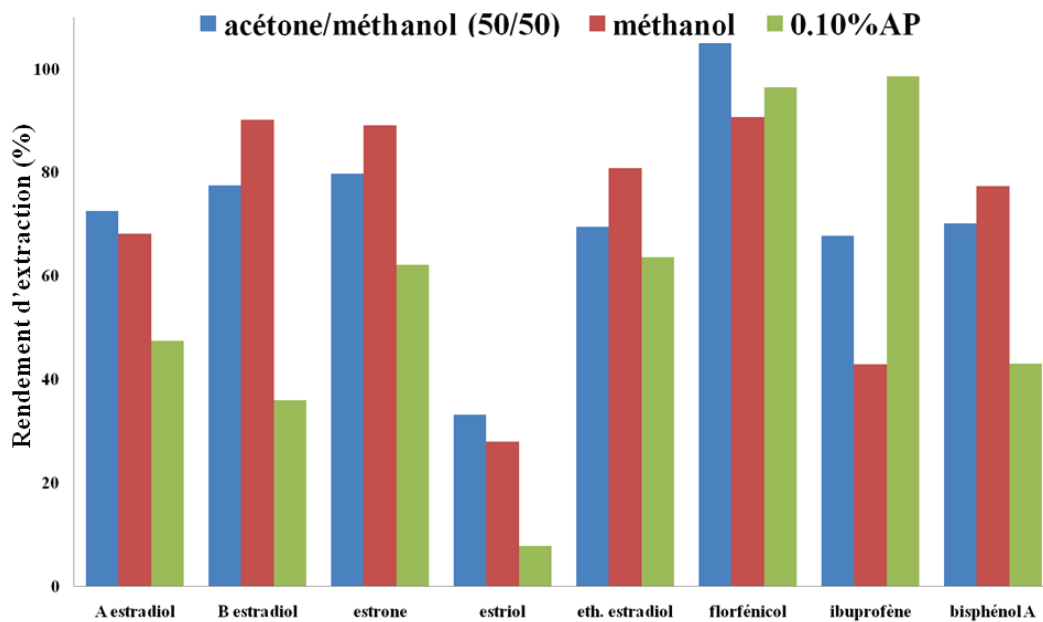 acétone/méthanol (50/50) méthanol 0.10%AP
Rendement d'extraction (%)
100
80
60
40
20
0
A estradiol B estradiol estrone estriol eth. estradiol florfénicol ibuprofène bisphénol A